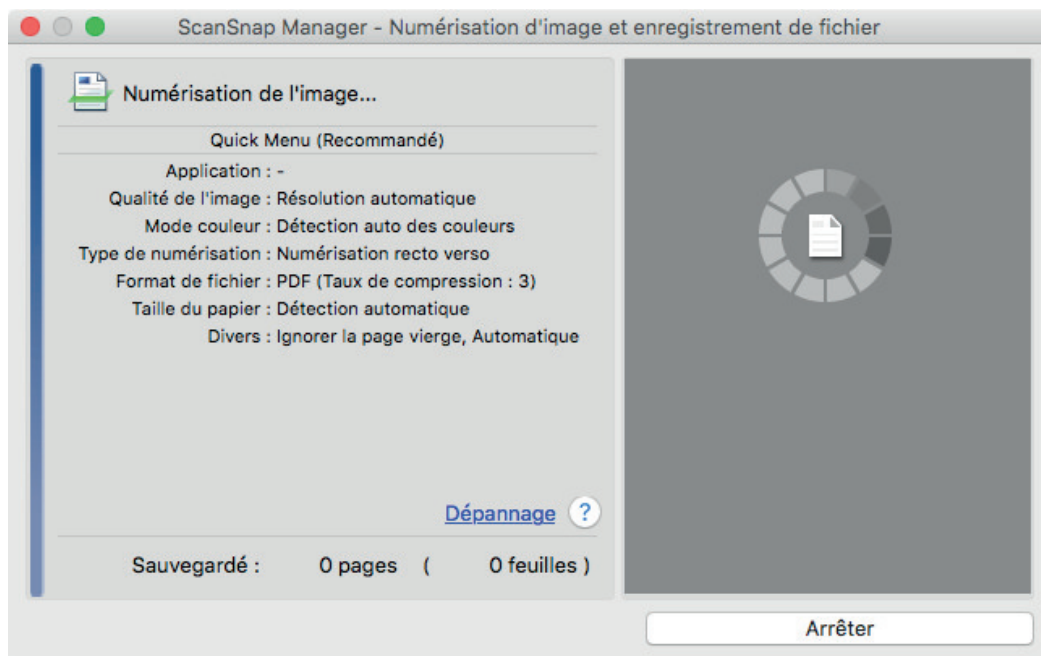 ScanSnap Manager - Numérisation d'image et enregistrement de fichier
Numérisation de l'image...
Quick Menu (Recommandé)
Application : -
Qualité de l'image : Résolution automatique
Mode couleur : Détection auto des couleurs
Type de numérisation : Numérisation recto verso
Format de fichier : PDF (Taux de compression : 3)
Taille du papier : Détection automatique
Divers : Ignorer la page vierge, Automatique
Dépannage ?
Sauvegardé : 0 pages ( 0 feuilles )
Arrêter